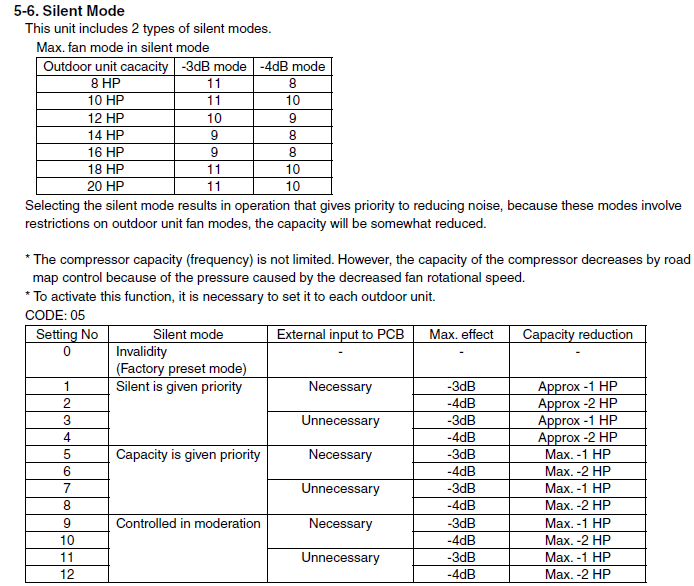 5-6. Silent Mode
This unit includes 2 types of silent modes.
Max. fan mode in silent mode
Outdoor unit cacacity -3dB mode -4dB mode
8 HP 11 8
10 HP 11 10
12 HP 10 9
14 HP 9 8
16 HP 9 8
18 HP 11 10
20 HP 11 10
Selecting the silent mode results in operation that gives priority to reducing noise, because these modes involve
restrictions on outdoor unit fan modes, the capacity will be somewhat reduced.
* The compressor capacity (frequency) is not limited. However, the capacity of the compressor decreases by road
map control because of the pressure caused by the decreased fan rotational speed.
* To activate this function, it is necessary to set it to each outdoor unit.
CODE: 05
Setting No Silent mode External input to PCB Max. effect Capacity reduction
0 Invalidity - - -
(Factory preset mode)
1 Silent is given priority Necessary -3dB Approx -1 HP
2 -4dB Approx -2 HP
3 Unnecessary -3dB Approx -1 HP
4 -4dB Approx -2 HP
5 Capacity is given priority Necessary -3dB Max. -1 HP
6 -4dB Max. -2 HP
7 Unnecessary -3dB Max. -1 HP
8 -4dB Max. -2 HP
9 Controlled in moderation Necessary -3dB Max. -1 HP
10 -4dB Max. -2 HP
11 Unnecessary -3dB Max. -1 HP
12 -4dB Max. -2 HP